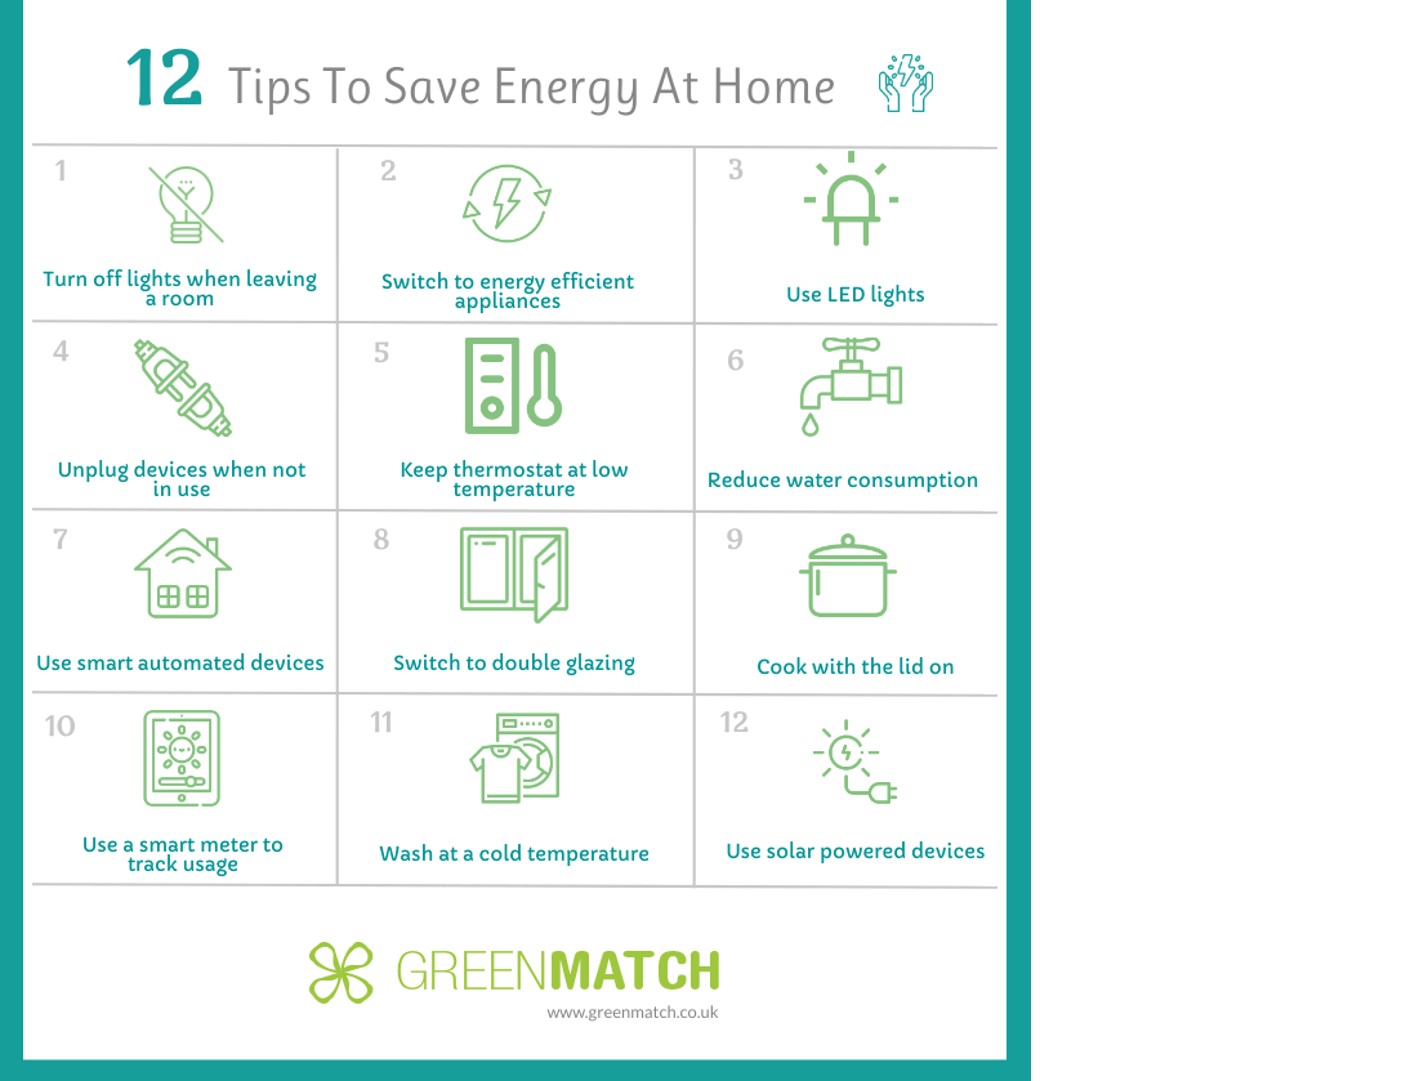 12 Tips To Save Energy At Home
1
Turn off lights when leaving
a room
2
Switch to energy efficient
appliances
3
Use LED lights
4
Unplug devices when not
in use
5
Keep thermostat at low
temperature
6
Reduce water consumption
7
Use smart automated devices
8
Switch to double glazing
9
Cook with the lid on
10
Use a smart meter to
track usage
11
Wash at a cold temperature
12
Use solar powered devices
GREENMATCH
www.greenmatch.co.uk